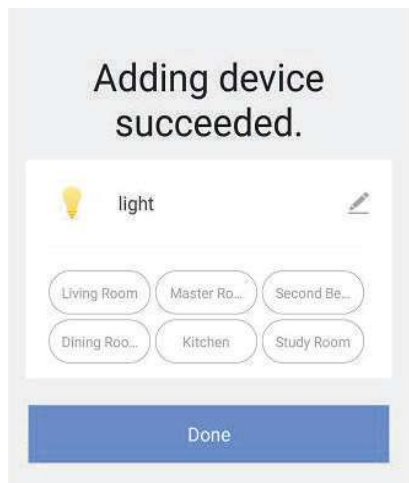 Adding device
succeeded.
light
Living Room
Master Ro...
Second Be...
Dining Roo...
Kitchen
Study Room
Done